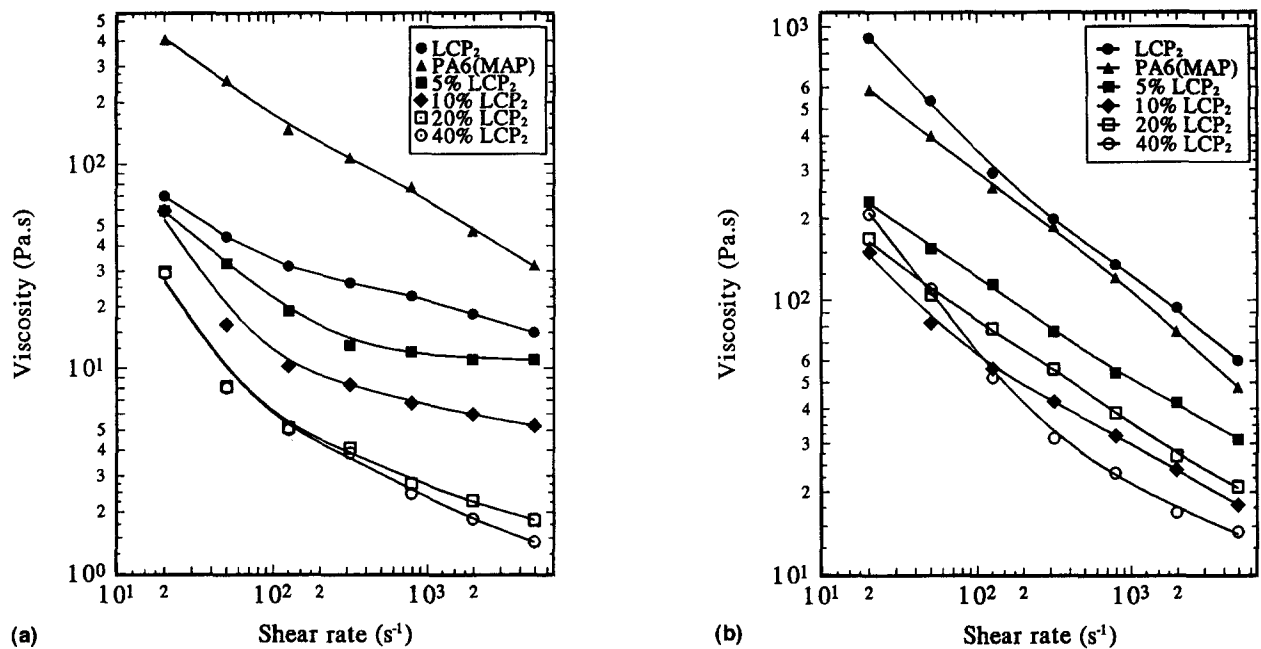 5
4
3
2
10²
5
4
3
2
10¹
5
4
3
2
10⁰
Viscosity (Pa.s)
10¹ 2 10² 2 10³ 2
Shear rate (s⁻¹)
(a)
LCP₂
PA6(MAP)
5% LCP₂
10% LCP₂
20% LCP₂
40% LCP₂
10³
6
5
4
3
2
10²
6
5
4
3
2
10¹
Viscosity (Pa.s)
10¹ 2 10² 2 10³ 2
Shear rate (s⁻¹)
(b)
LCP₂
PA6(MAP)
5% LCP₂
10% LCP₂
20% LCP₂
40% LCP₂